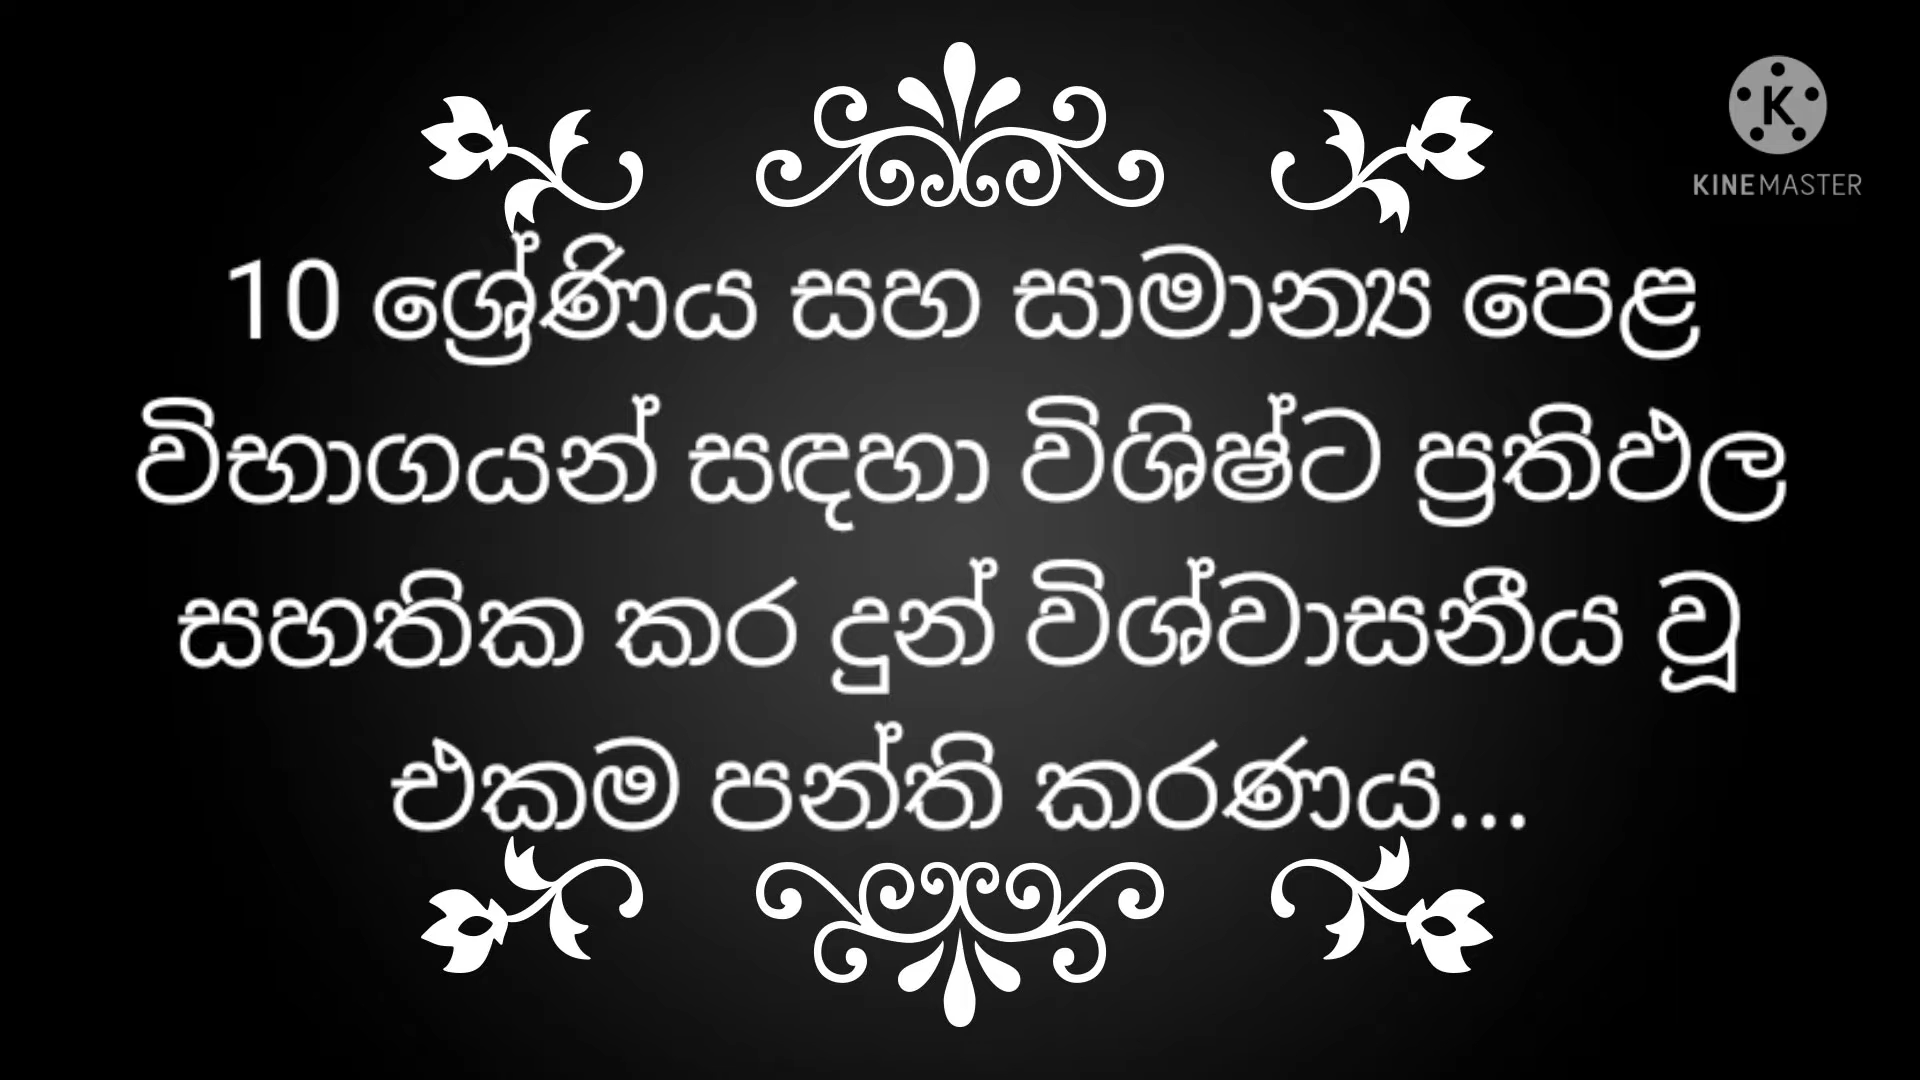 KINEMASTER
10 ශ්‍රේණිය සහ සාමාන්‍ය පෙළ
විභාගයන් සඳහා විශිෂ්ට ප්‍රතිඵල
සහතික කර දුන් විශ්වාසනීය වූ
එකම පන්ති කරණය...